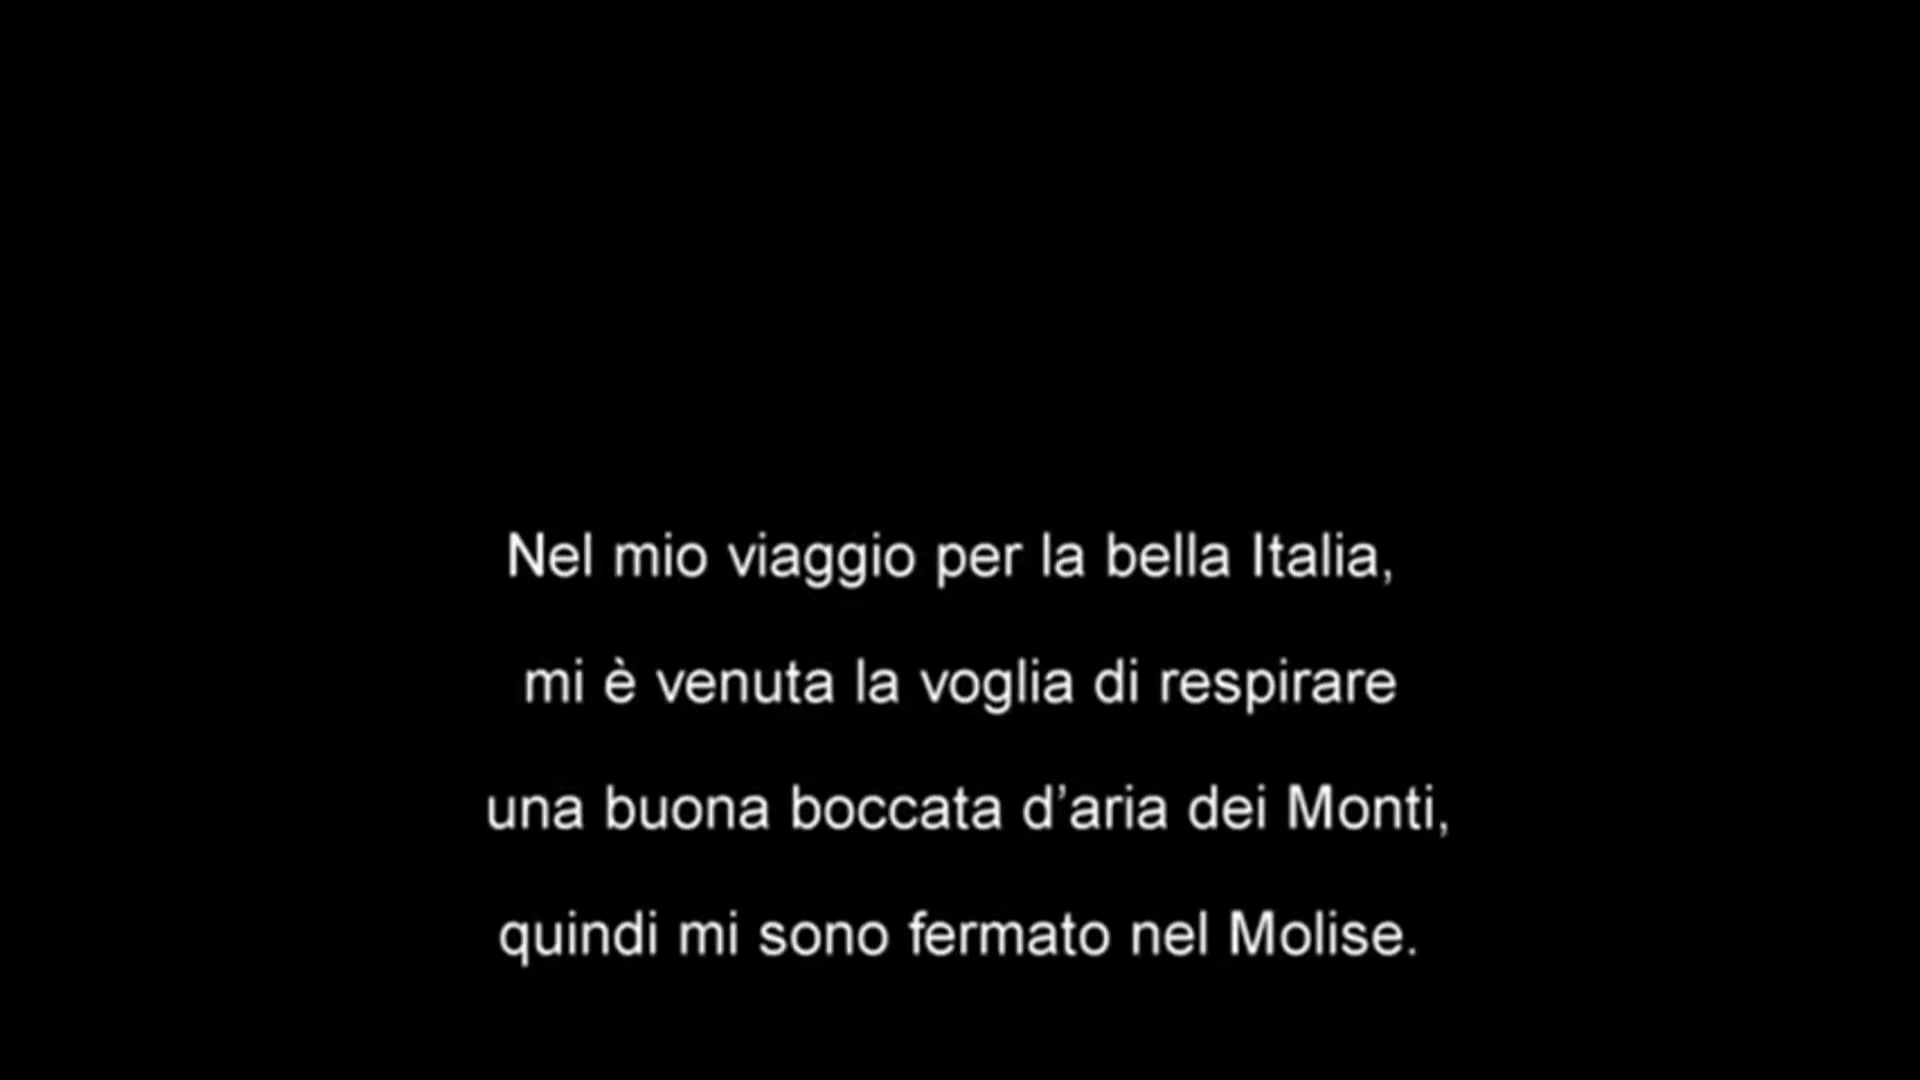 Nel mio viaggio per la bella Italia,
mi è venuta la voglia di respirare
una buona boccata d’aria dei Monti,
quindi mi sono fermato nel Molise.